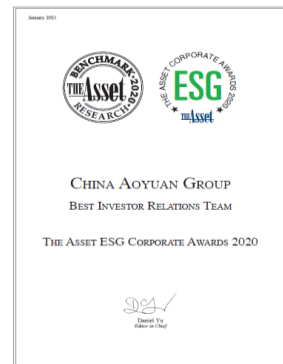 January 2021
BENCHMARK·2020
THE Asset
RESEARCH
THE ASSET CORPORATE AWARDS 2020
ESG
THE Asset
CHINA AOYUAN GROUP
BEST INVESTOR RELATIONS TEAM
THE ASSET ESG CORPORATE AWARDS 2020
Daniel Yu
Editor in Chief